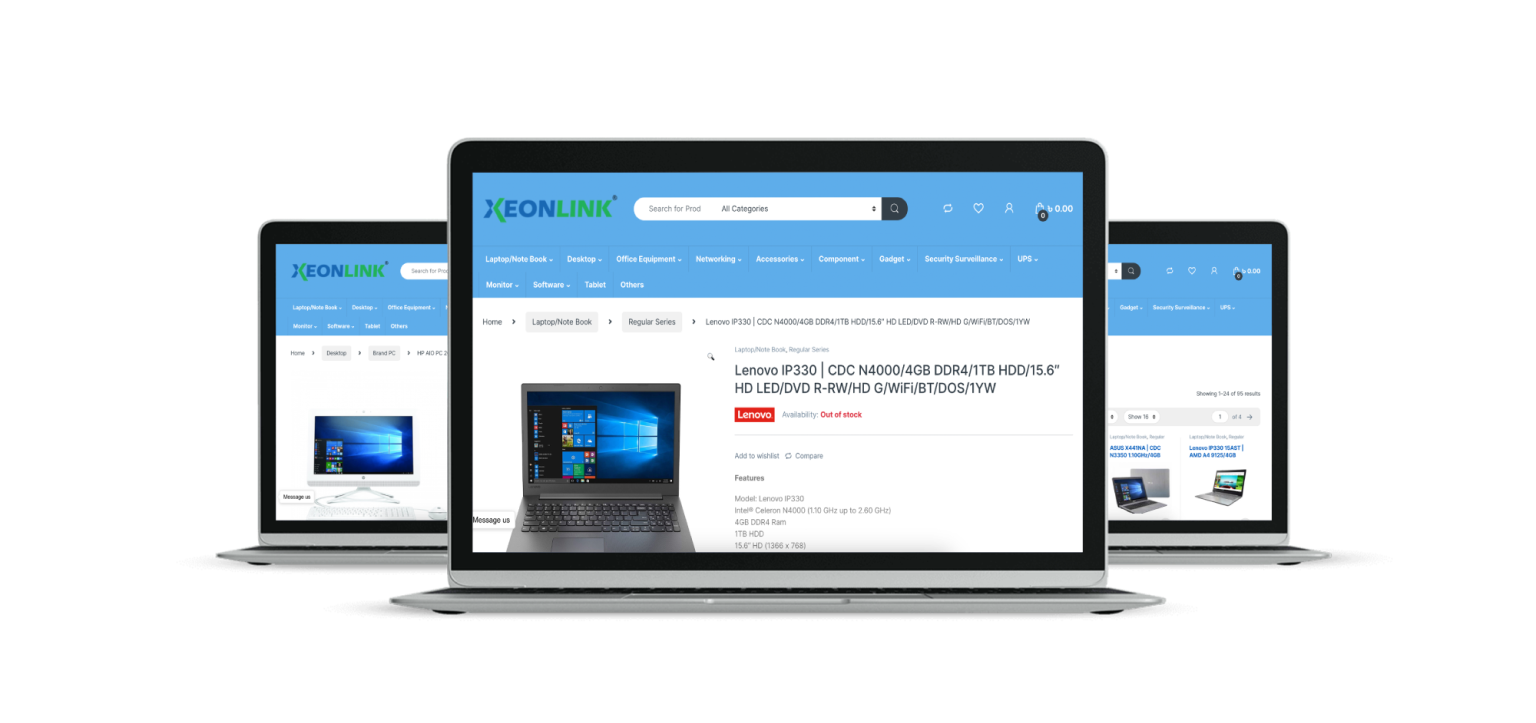 XEONLINK®
Search for Prod All Categories
৳ 0.00
0
Laptop/Note Book Desktop Office Equipment Networking Accessories Component Gadget Security Surveillance UPS
Monitor Software Tablet Others
Home Laptop/Note Book Regular Series Lenovo IP330 | CDC N4000/4GB DDR4/1TB HDD/15.6" HD LED/DVD R-RW/HD G/WiFi/BT/DOS/1YW
Laptop/Note Book, Regular Series
Lenovo IP330 | CDC N4000/4GB DDR4/1TB HDD/15.6"
HD LED/DVD R-RW/HD G/WiFi/BT/DOS/1YW
Lenovo Availability: Out of stock
Add to wishlist Compare
Features
Model: Lenovo IP330
Intel® Celeron N4000 (1.10 GHz up to 2.60 GHz)
4GB DDR4 Ram
1TB HDD
15.6" HD (1366 x 768)
Message us
XEONLINK®
Search for Pro
Laptop/Note Book Desktop Office Equipment
Monitor Software Tablet Others
Home Desktop Brand PC HP AIO PC 2
Message us
৳ 0.00
0
Gadget Security Surveillance UPS
Showing 1–24 of 95 results
Show 16 1 of 4
Laptop/Note Book, Regular
ASUS X441NA | CDC
N3350 1.10GHz/4GB
Laptop/Note Book, Regular
Lenovo IP330 15AST |
AMD A4 9125/4GB